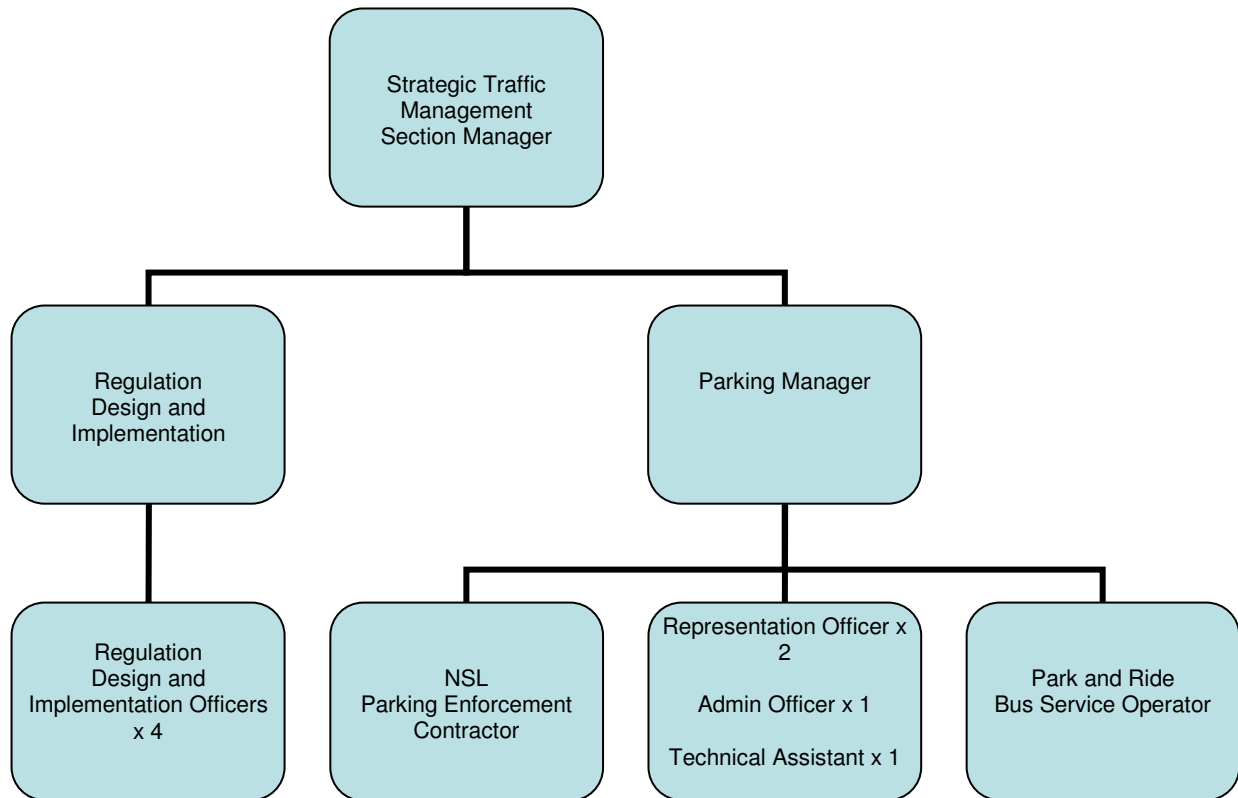 Strategic Traffic
Management
Section Manager
Regulation
Design and
Implementation
Parking Manager
Regulation
Design and
Implementation Officers
x 4
NSL
Parking Enforcement
Contractor
Representation Officer x
2
Admin Officer x 1
Technical Assistant x 1
Park and Ride
Bus Service Operator